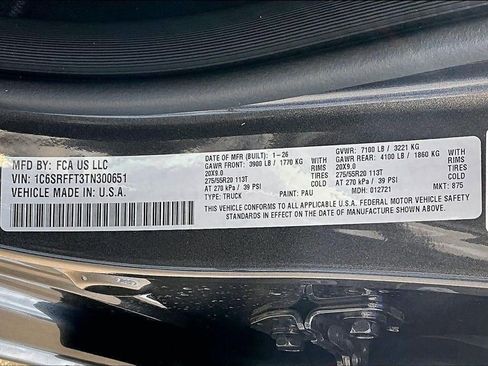 MFD BY: FCA US LLC
VIN: 1C6SRFFT3TN300651
VEHICLE MADE IN: U.S.A.
DATE OF MFR (BUILT): 1-26 GVWR: 7100 LB / 3221 KG
GAWR FRONT: 3900 LB / 1770 KG WITH GAWR REAR: 4100 LB / 1860 KG WITH
20X9.0 RIMS 20X9.0 RIMS
275/55R20 113T TIRES 275/55R20 113T TIRES
AT 270 kPa / 39 PSI COLD AT 270 kPa / 39 PSI COLD
TYPE: TRUCK PAINT: PAU MDH: 012721 MKT: 875
THIS VEHICLE CONFORMS TO ALL APPLICABLE U.S.A. FEDERAL MOTOR VEHICLE SAFETY
STANDARDS IN EFFECT ON THE DATE OF MANUFACTURE SHOWN ABOVE.